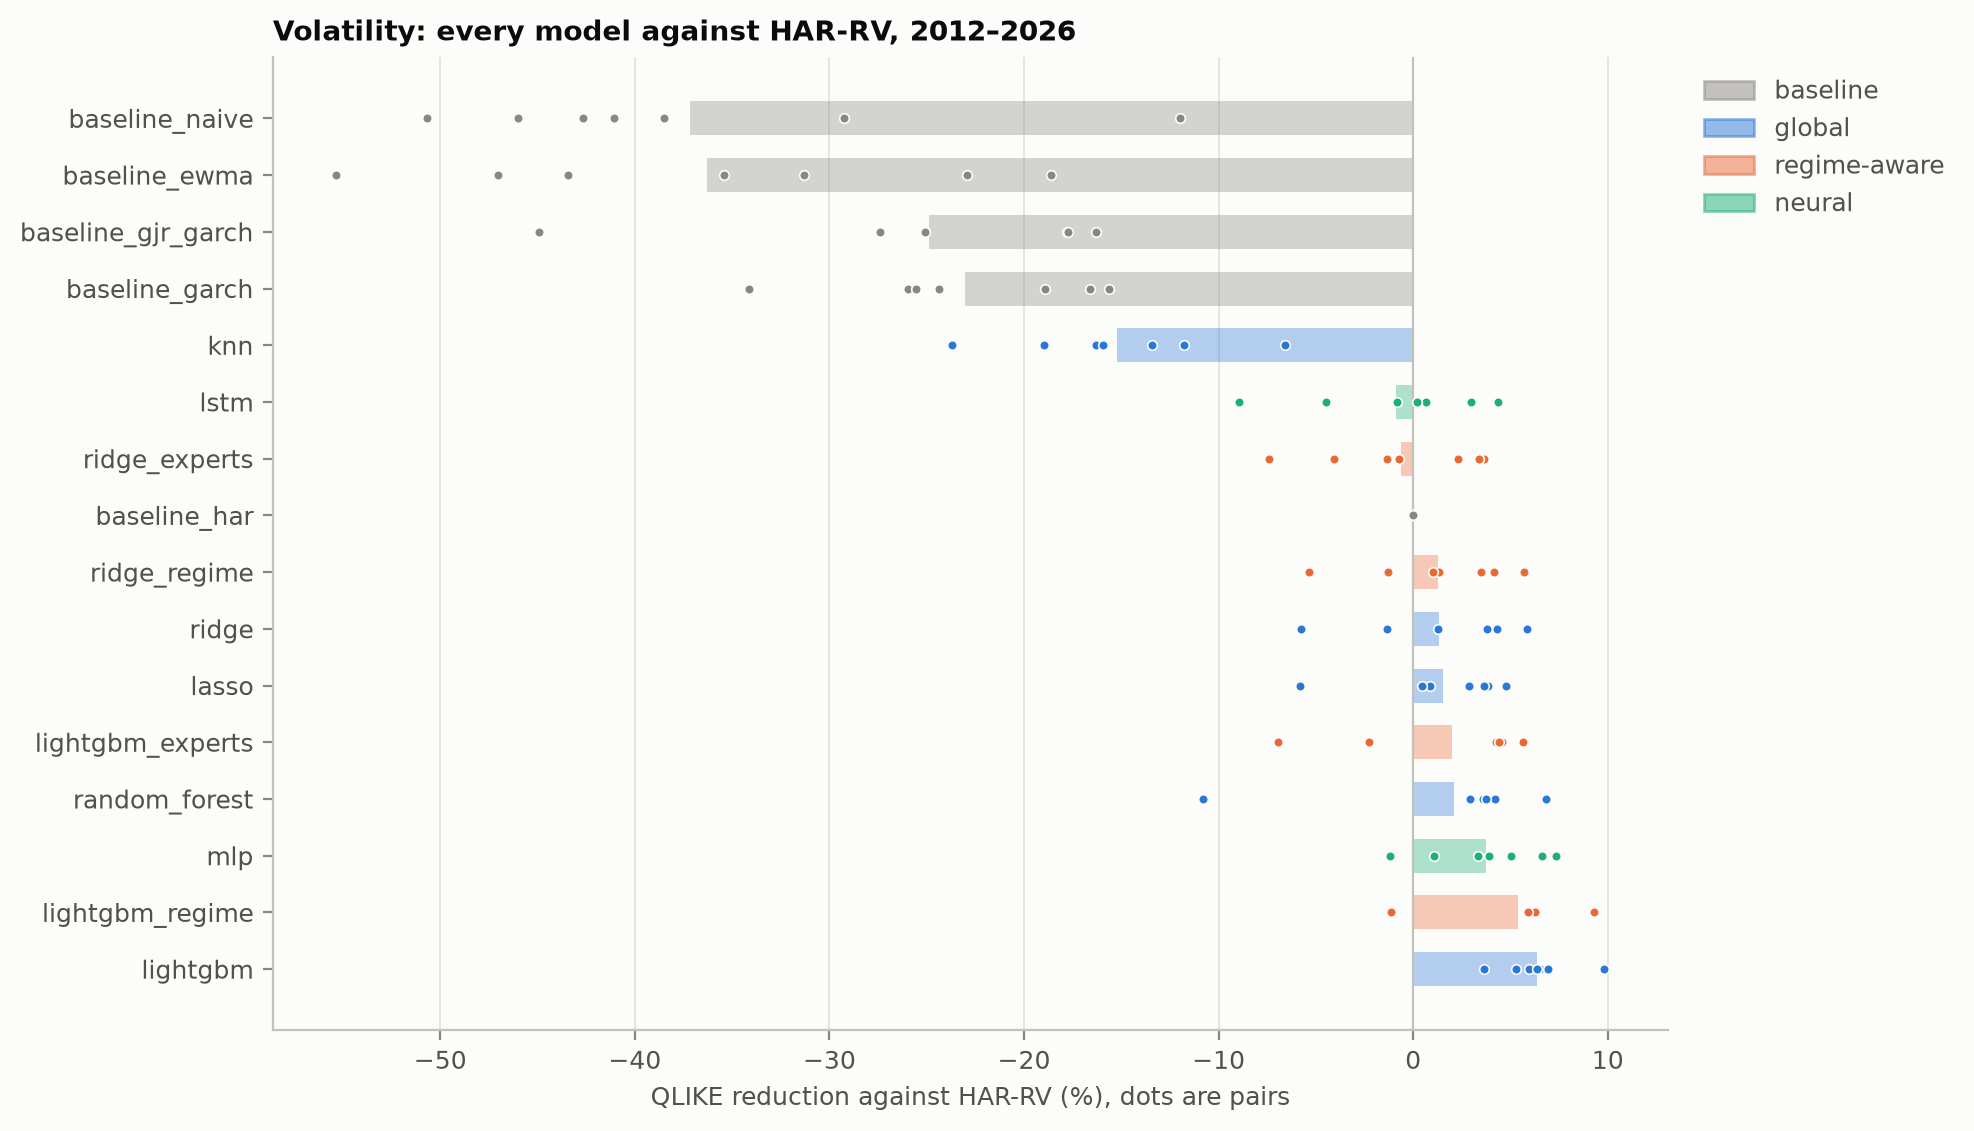 Volatility: every model against HAR-RV, 2012–2026
baseline_naive
baseline_ewma
baseline_gjr_garch
baseline_garch
knn
lstm
ridge_experts
baseline_har
ridge_regime
ridge
lasso
lightgbm_experts
random_forest
mlp
lightgbm_regime
lightgbm
baseline
global
regime-aware
neural
−50 −40 −30 −20 −10 0 10
QLIKE reduction against HAR-RV (%), dots are pairs